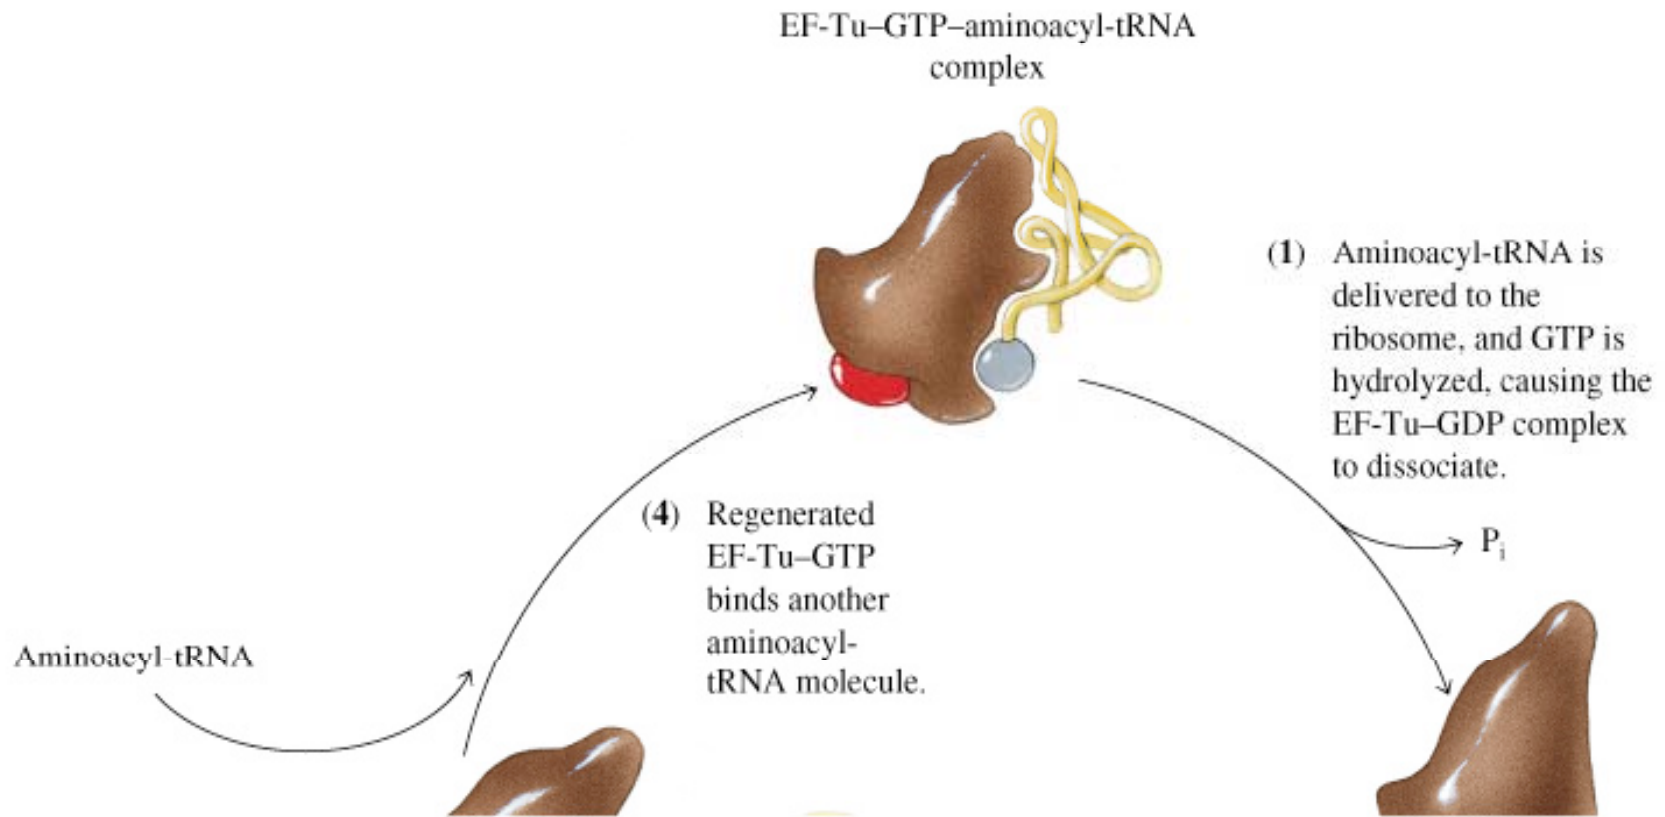 EF-Tu–GTP–aminoacyl-tRNA
complex
(1) Aminoacyl-tRNA is
delivered to the
ribosome, and GTP is
hydrolyzed, causing the
EF-Tu–GDP complex
to dissociate.
Pi
(4) Regenerated
EF-Tu–GTP
binds another
aminoacyl-
tRNA molecule.
Aminoacyl-tRNA